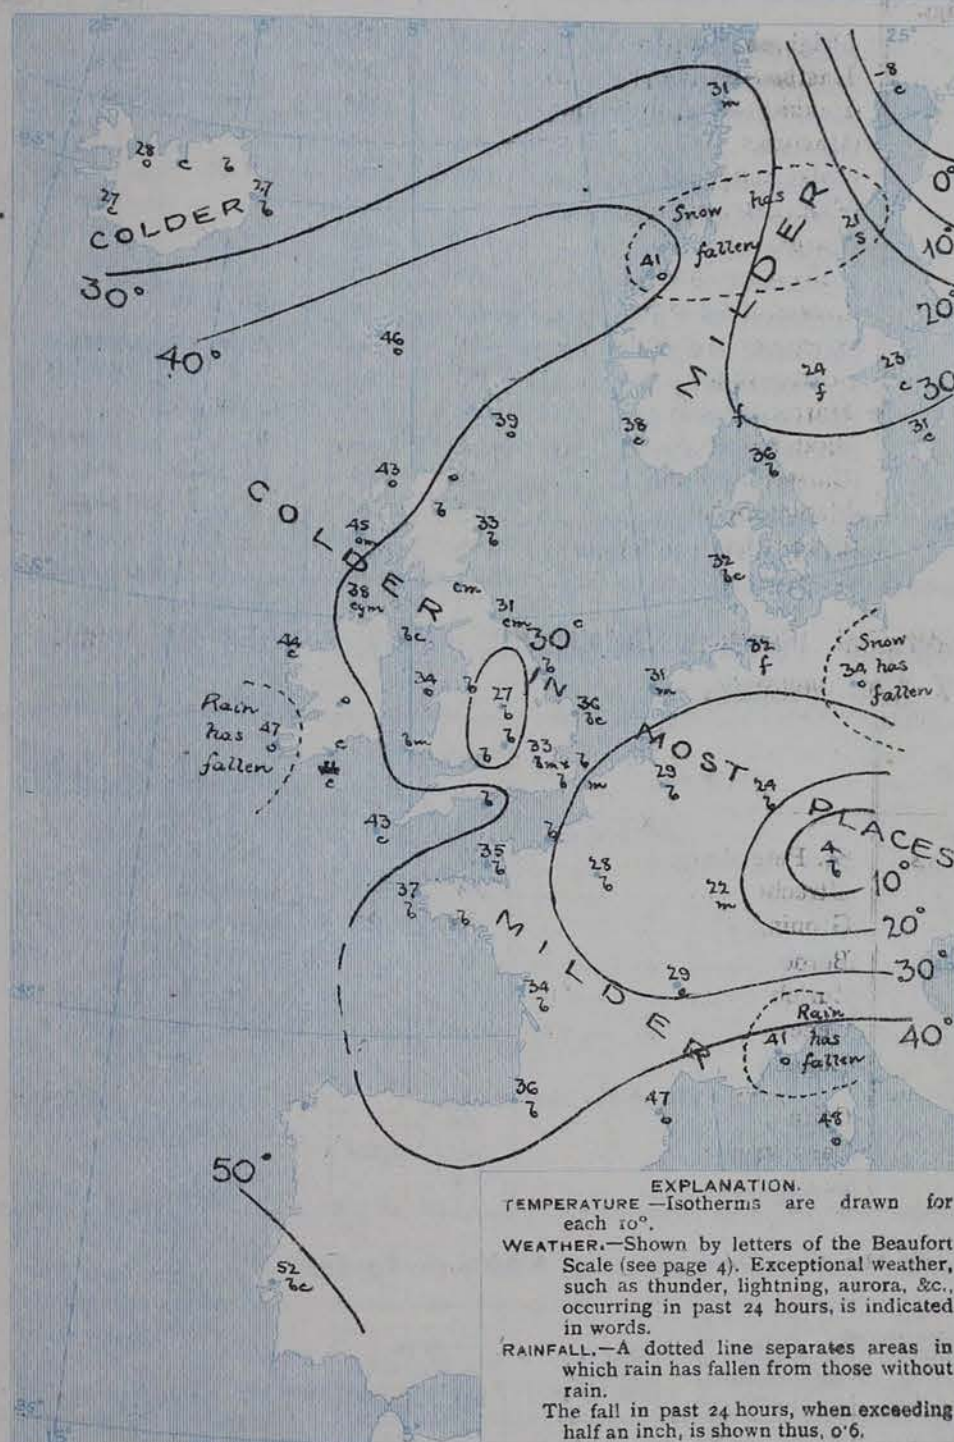 25°
31
m
-8
c
0°
28
o c b
27
c
27
b
COLDER
Snow has
fallen
MILDER
21
s
10°
41
o
30°
20°
46
o
40°
24
f
23
c
30
39
o
38
c
f
31
c
36
b
43
o
o
b
COLDER
45
om
33
b
32
bc
38
cym
cm
31
cm
30°
bc
44
c
32
f
Snow
34 has
o fallen
34
o
b
b
IN
31
m
27
b
36
bc
Rain
has 47
o
fallen
o
c
bm
b
b
33
b
m
MOST
PLACES
29
b
24
b
c
b
43
c
b
4
b
10°
35
b
28
b
22
m
37
b
b
20°
MILDER
30°
34
b
29
Rain
41 has
o fallen
40°
36
b
47
o
48
o
50°
52
bc
EXPLANATION.
TEMPERATURE —Isotherms are drawn for
each 10°.
WEATHER.—Shown by letters of the Beaufort
Scale (see page 4). Exceptional weather,
such as thunder, lightning, aurora, &c.,
occurring in past 24 hours, is indicated
in words.
RAINFALL.—A dotted line separates areas in
which rain has fallen from those without
rain.
The fall in past 24 hours, when exceeding
half an inch, is shown thus, 0·6.